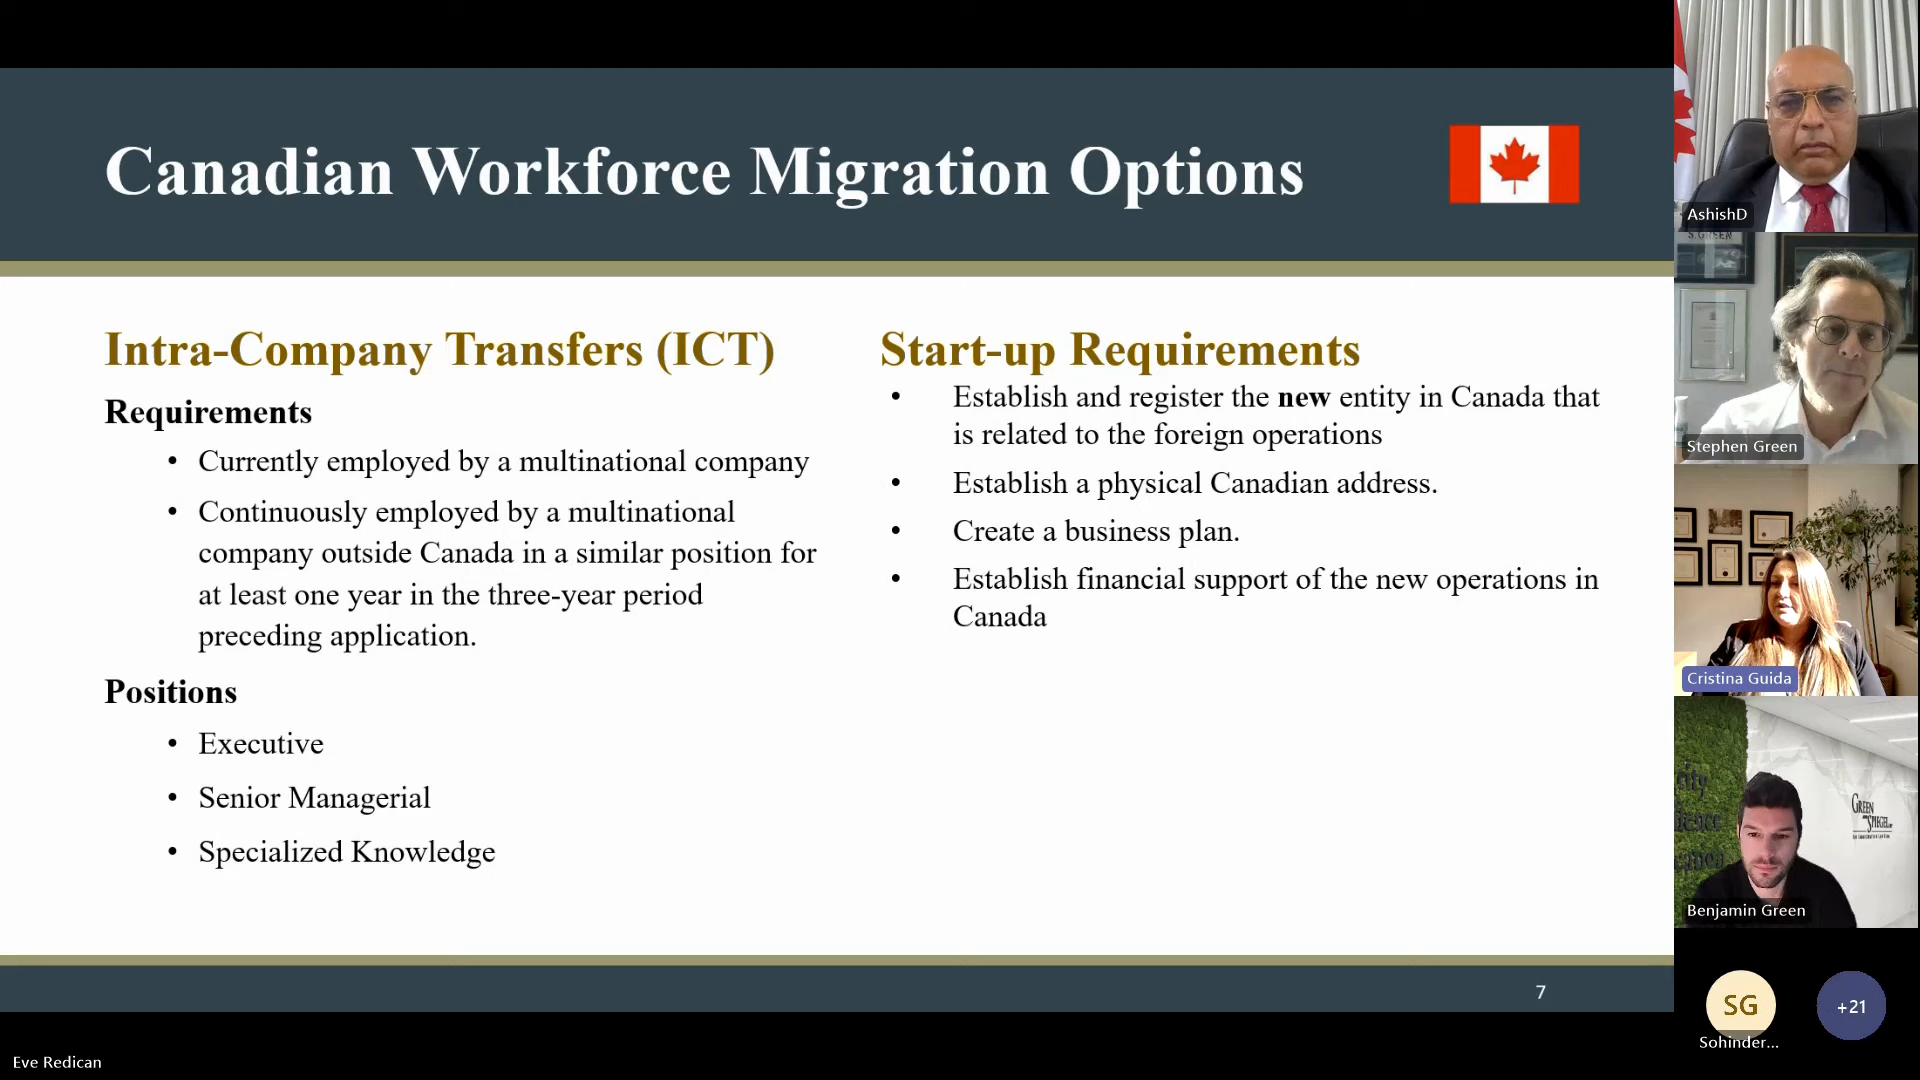 Canadian Workforce Migration Options
Intra-Company Transfers (ICT)
Requirements
• Currently employed by a multinational company
• Continuously employed by a multinational
company outside Canada in a similar position for
at least one year in the three-year period
preceding application.
Positions
• Executive
• Senior Managerial
• Specialized Knowledge
Start-up Requirements
• Establish and register the new entity in Canada that
is related to the foreign operations
• Establish a physical Canadian address.
• Create a business plan.
• Establish financial support of the new operations in
Canada
7
AshishD
S.GREEN
Stephen Green
Cristina Guida
GREEN
AND SPIEGEL
Benjamin Green
SG
Sohinder...
+21
Eve Redican